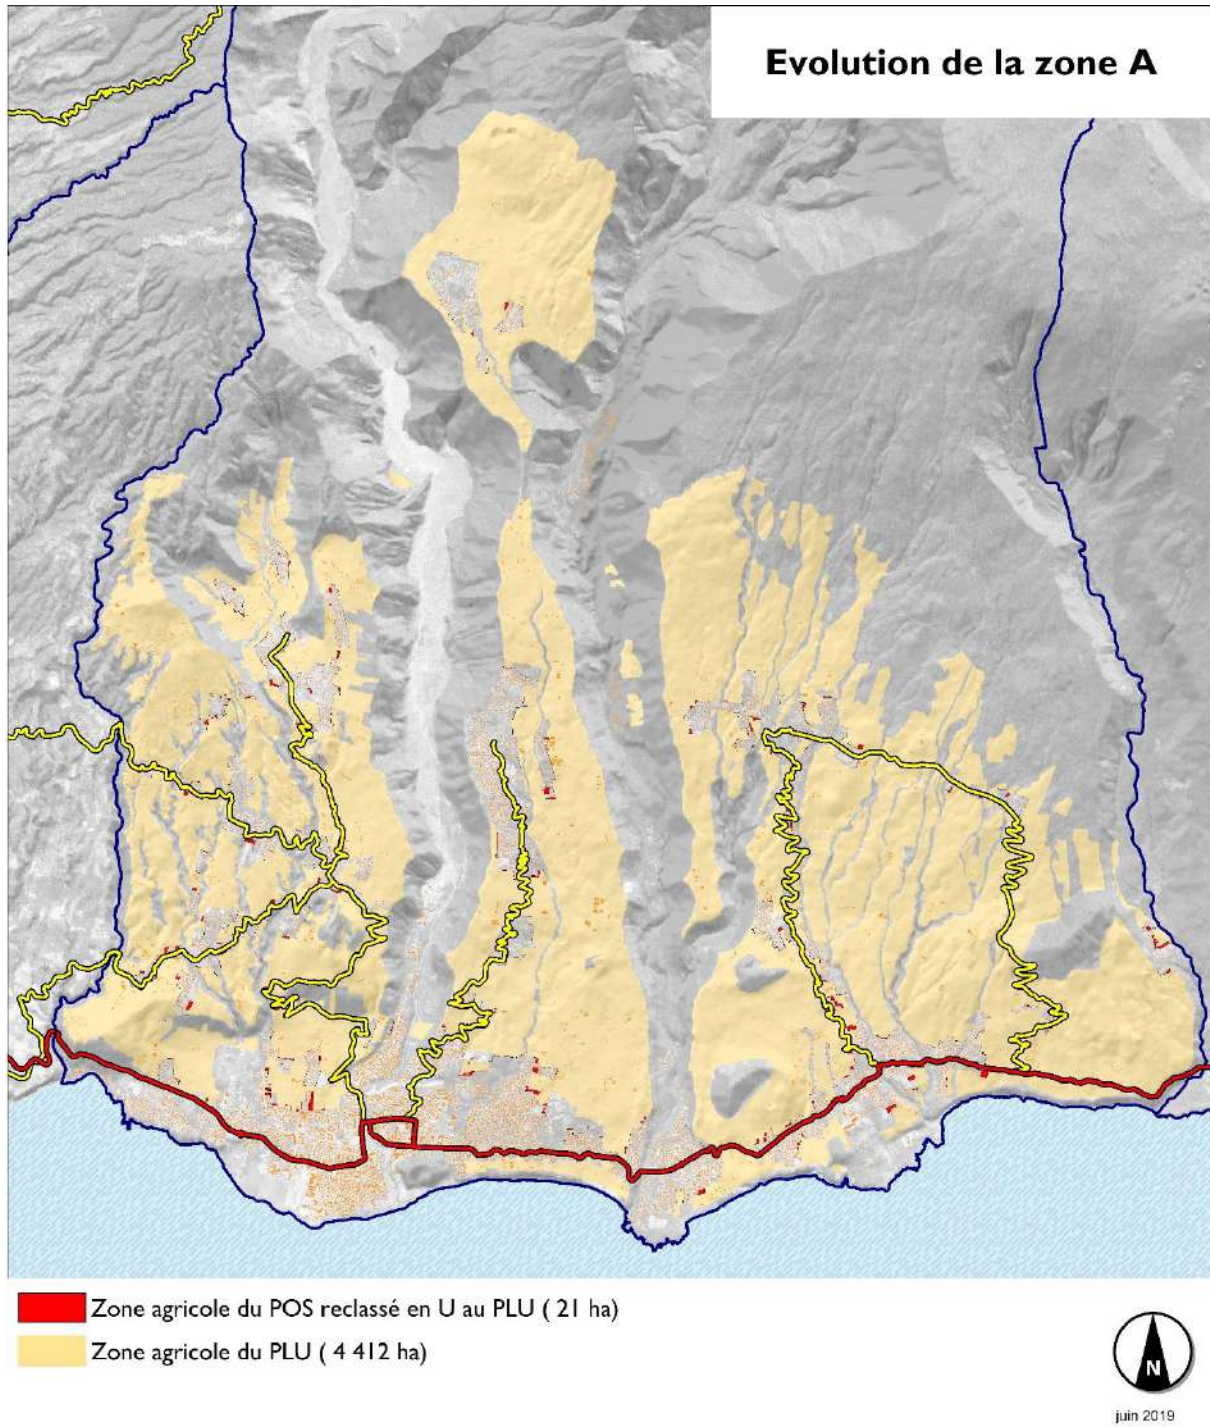 Evolution de la zone A
Zone agricole du POS reclassé en U au PLU ( 21 ha)
Zone agricole du PLU ( 4 412 ha)
N
juin 2019